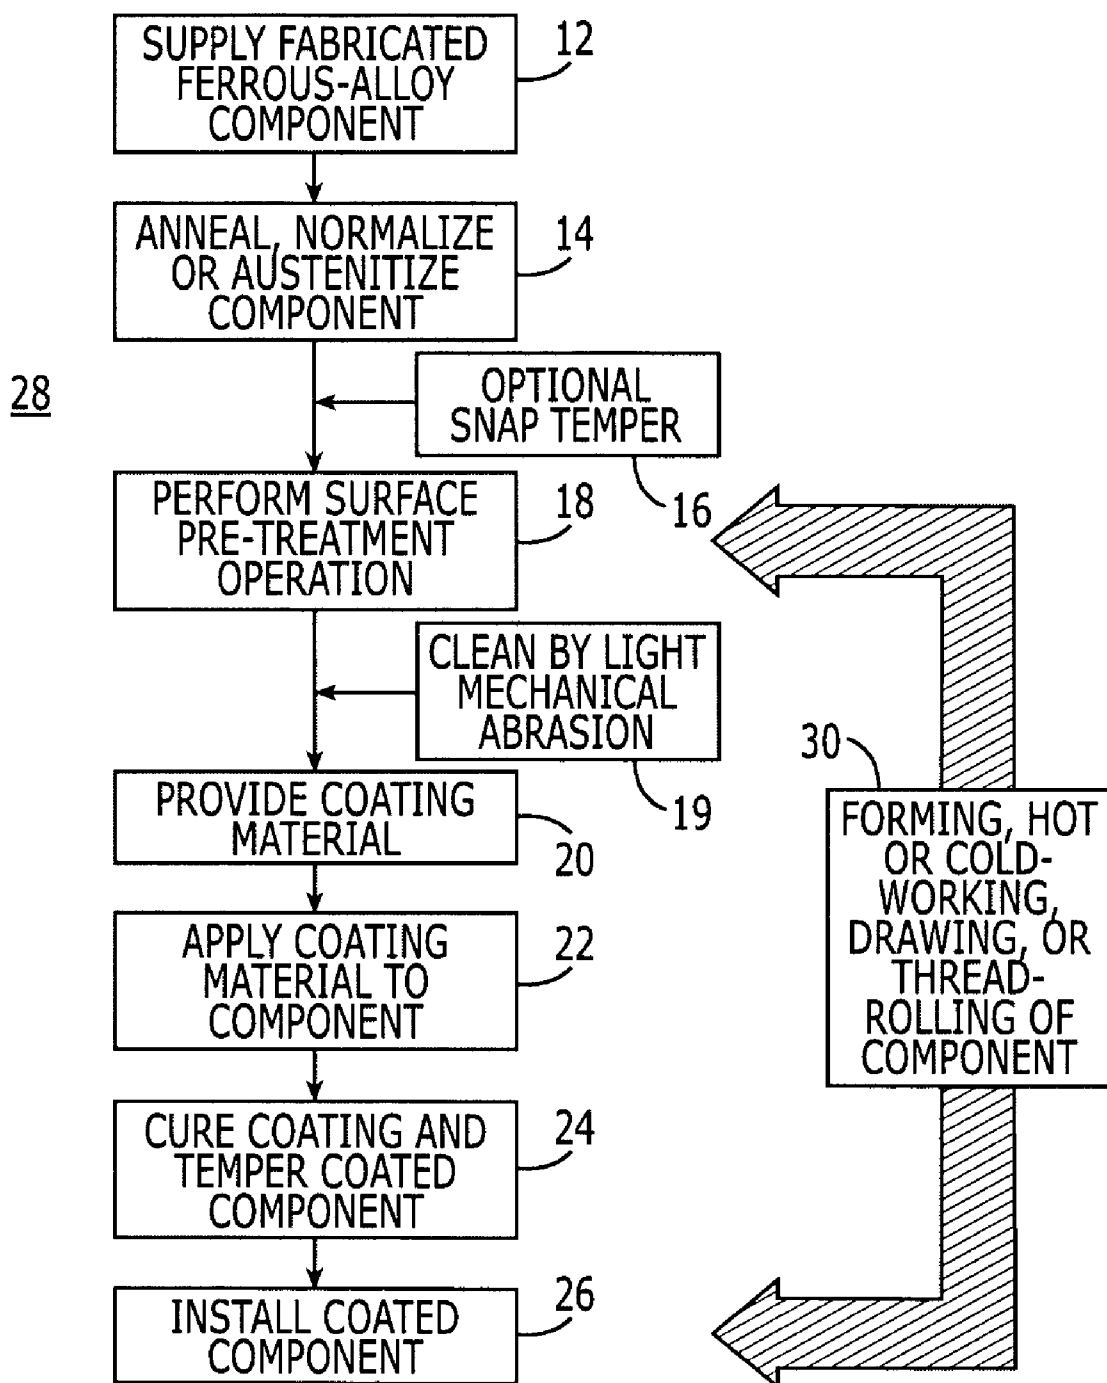 SUPPLY FABRICATED
FERROUS-ALLOY
COMPONENT
12
ANNEAL, NORMALIZE
OR AUSTENITIZE
COMPONENT
14
28
OPTIONAL
SNAP TEMPER
16
PERFORM SURFACE
PRE-TREATMENT
OPERATION
18
CLEAN BY LIGHT
MECHANICAL
ABRASION
19
PROVIDE COATING
MATERIAL
20
30
FORMING, HOT
OR COLD-
WORKING,
DRAWING, OR
THREAD-
ROLLING OF
COMPONENT
APPLY COATING
MATERIAL TO
COMPONENT
22
CURE COATING AND
TEMPER COATED
COMPONENT
24
INSTALL COATED
COMPONENT
26